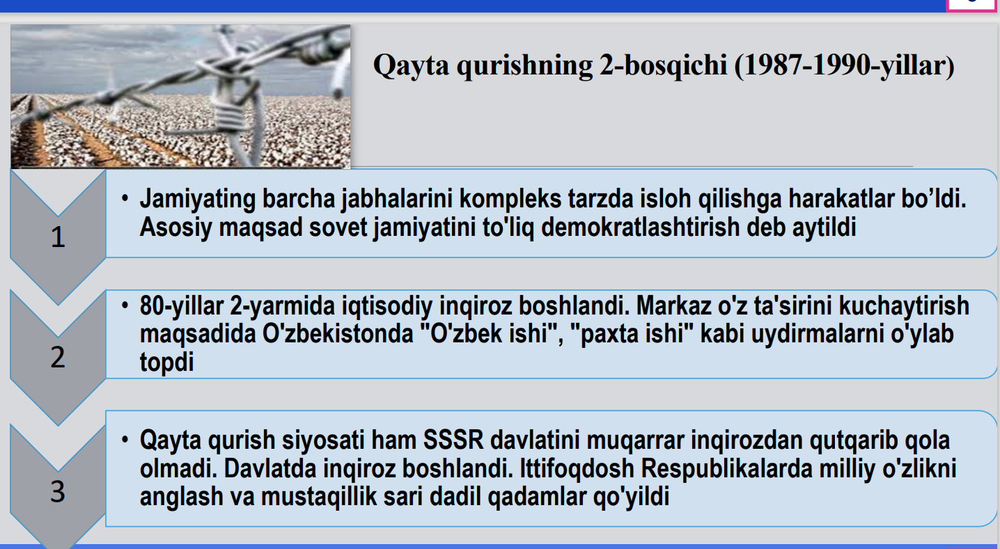 Qayta qurishning 2-bosqichi (1987-1990-yillar)
1
• Jamiyating barcha jabhalarini kompleks tarzda isloh qilishga harakatlar bo’ldi.
Asosiy maqsad sovet jamiyatini to'liq demokratlashtirish deb aytildi
2
• 80-yillar 2-yarmida iqtisodiy inqiroz boshlandi. Markaz o'z ta'sirini kuchaytirish
maqsadida O'zbekistonda "O'zbek ishi", "paxta ishi" kabi uydirmalarni o'ylab
topdi
3
• Qayta qurish siyosati ham SSSR davlatini muqarrar inqirozdan qutqarib qola
olmadi. Davlatda inqiroz boshlandi. Ittifoqdosh Respublikalarda milliy o'zlikni
anglash va mustaqillik sari dadil qadamlar qo'yildi